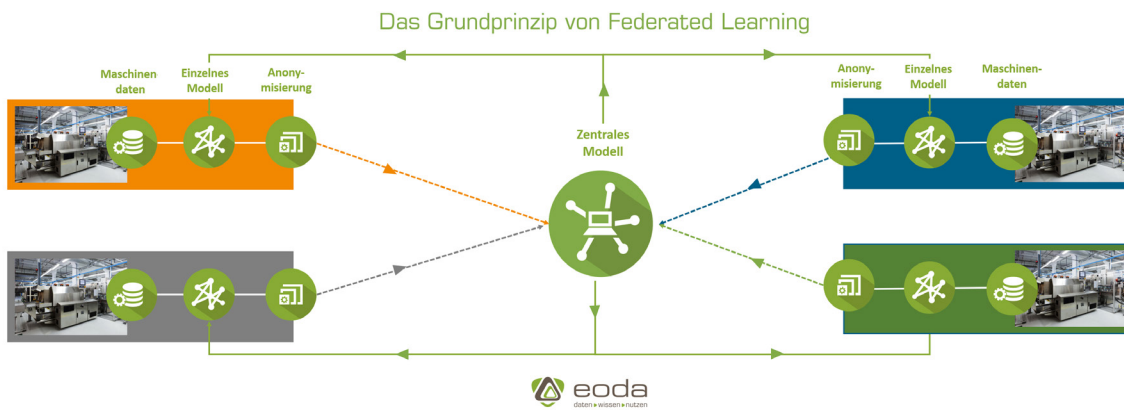 Das Grundprinzip von Federated Learning
Maschinen
daten
Einzelnes
Modell
Anony-
misierung
Anony-
misierung
Einzelnes
Modell
Maschinen-
daten
Zentrales
Modell
eoda
daten▸wissen▸nutzen